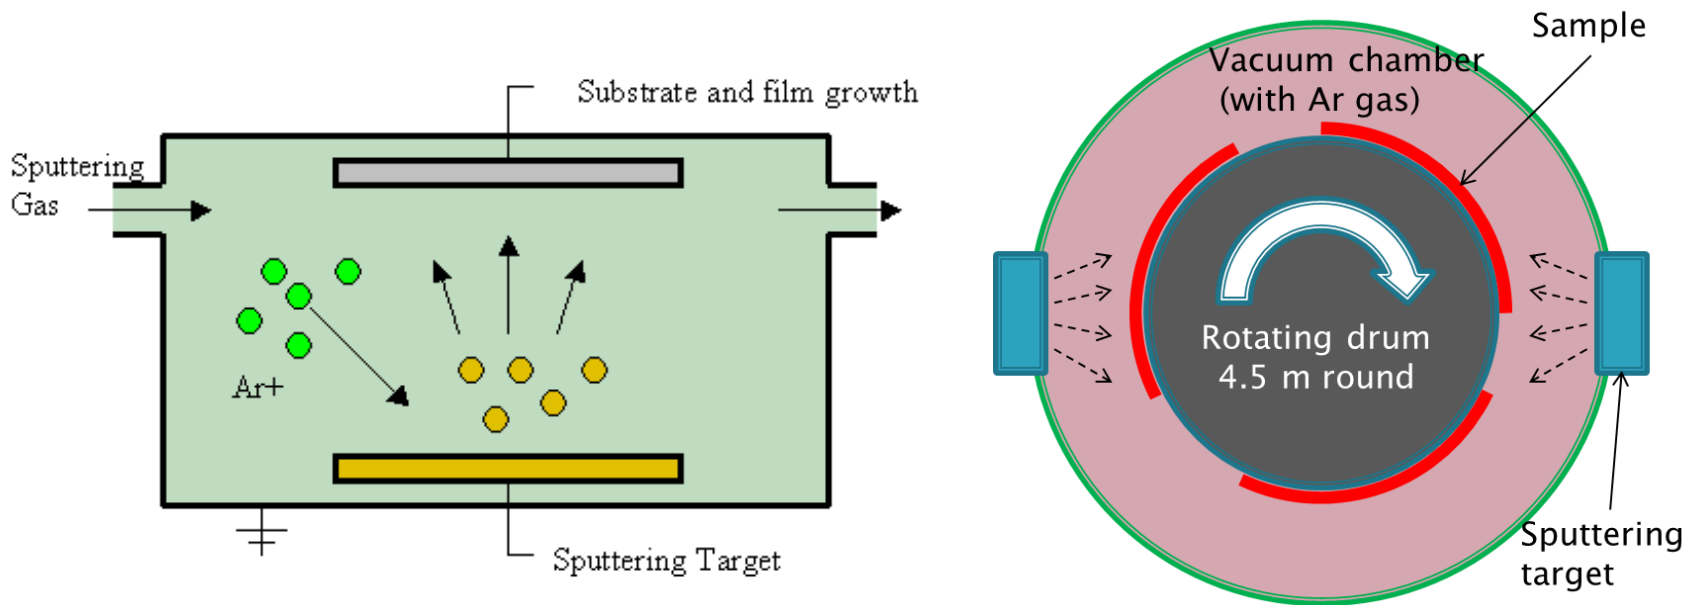 Substrate and film growth
Sputtering
Gas
Ar+
Sputtering Target
Sample
Vacuum chamber
(with Ar gas)
Rotating drum
4.5 m round
Sputtering
target